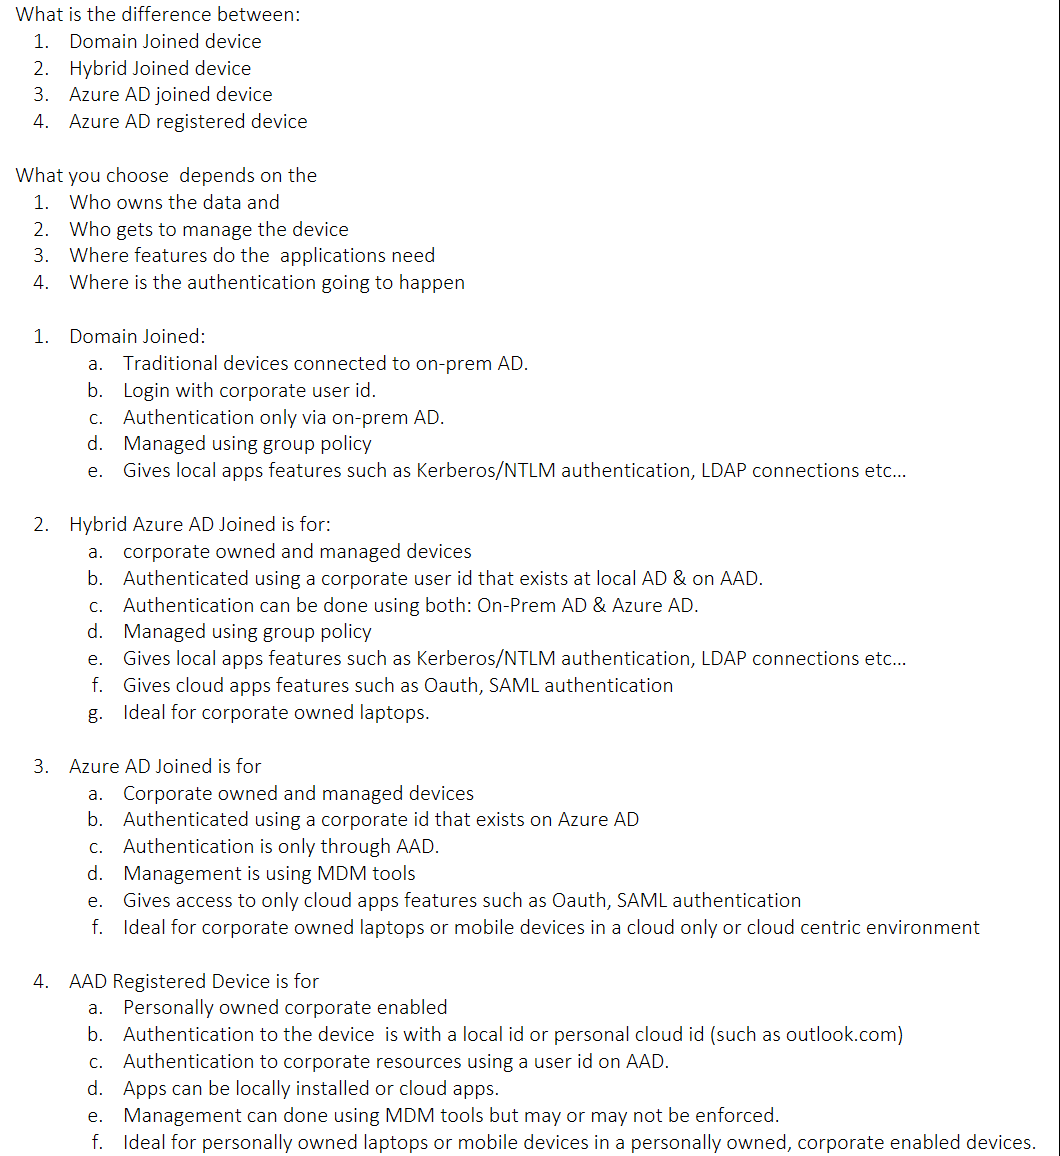 What is the difference between:
1. Domain Joined device
2. Hybrid Joined device
3. Azure AD joined device
4. Azure AD registered device
What you choose  depends on the
1. Who owns the data and
2. Who gets to manage the device
3. Where features do the  applications need
4. Where is the authentication going to happen
1. Domain Joined:
a. Traditional devices connected to on-prem AD.
b. Login with corporate user id.
c. Authentication only via on-prem AD.
d. Managed using group policy
e. Gives local apps features such as Kerberos/NTLM authentication, LDAP connections etc...
2. Hybrid Azure AD Joined is for:
a. corporate owned and managed devices
b. Authenticated using a corporate user id that exists at local AD & on AAD.
c. Authentication can be done using both: On-Prem AD & Azure AD.
d. Managed using group policy
e. Gives local apps features such as Kerberos/NTLM authentication, LDAP connections etc...
f. Gives cloud apps features such as Oauth, SAML authentication
g. Ideal for corporate owned laptops.
3. Azure AD Joined is for
a. Corporate owned and managed devices
b. Authenticated using a corporate id that exists on Azure AD
c. Authentication is only through AAD.
d. Management is using MDM tools
e. Gives access to only cloud apps features such as Oauth, SAML authentication
f. Ideal for corporate owned laptops or mobile devices in a cloud only or cloud centric environment
4. AAD Registered Device is for
a. Personally owned corporate enabled
b. Authentication to the device  is with a local id or personal cloud id (such as outlook.com)
c. Authentication to corporate resources using a user id on AAD.
d. Apps can be locally installed or cloud apps.
e. Management can done using MDM tools but may or may not be enforced.
f. Ideal for personally owned laptops or mobile devices in a personally owned, corporate enabled devices.